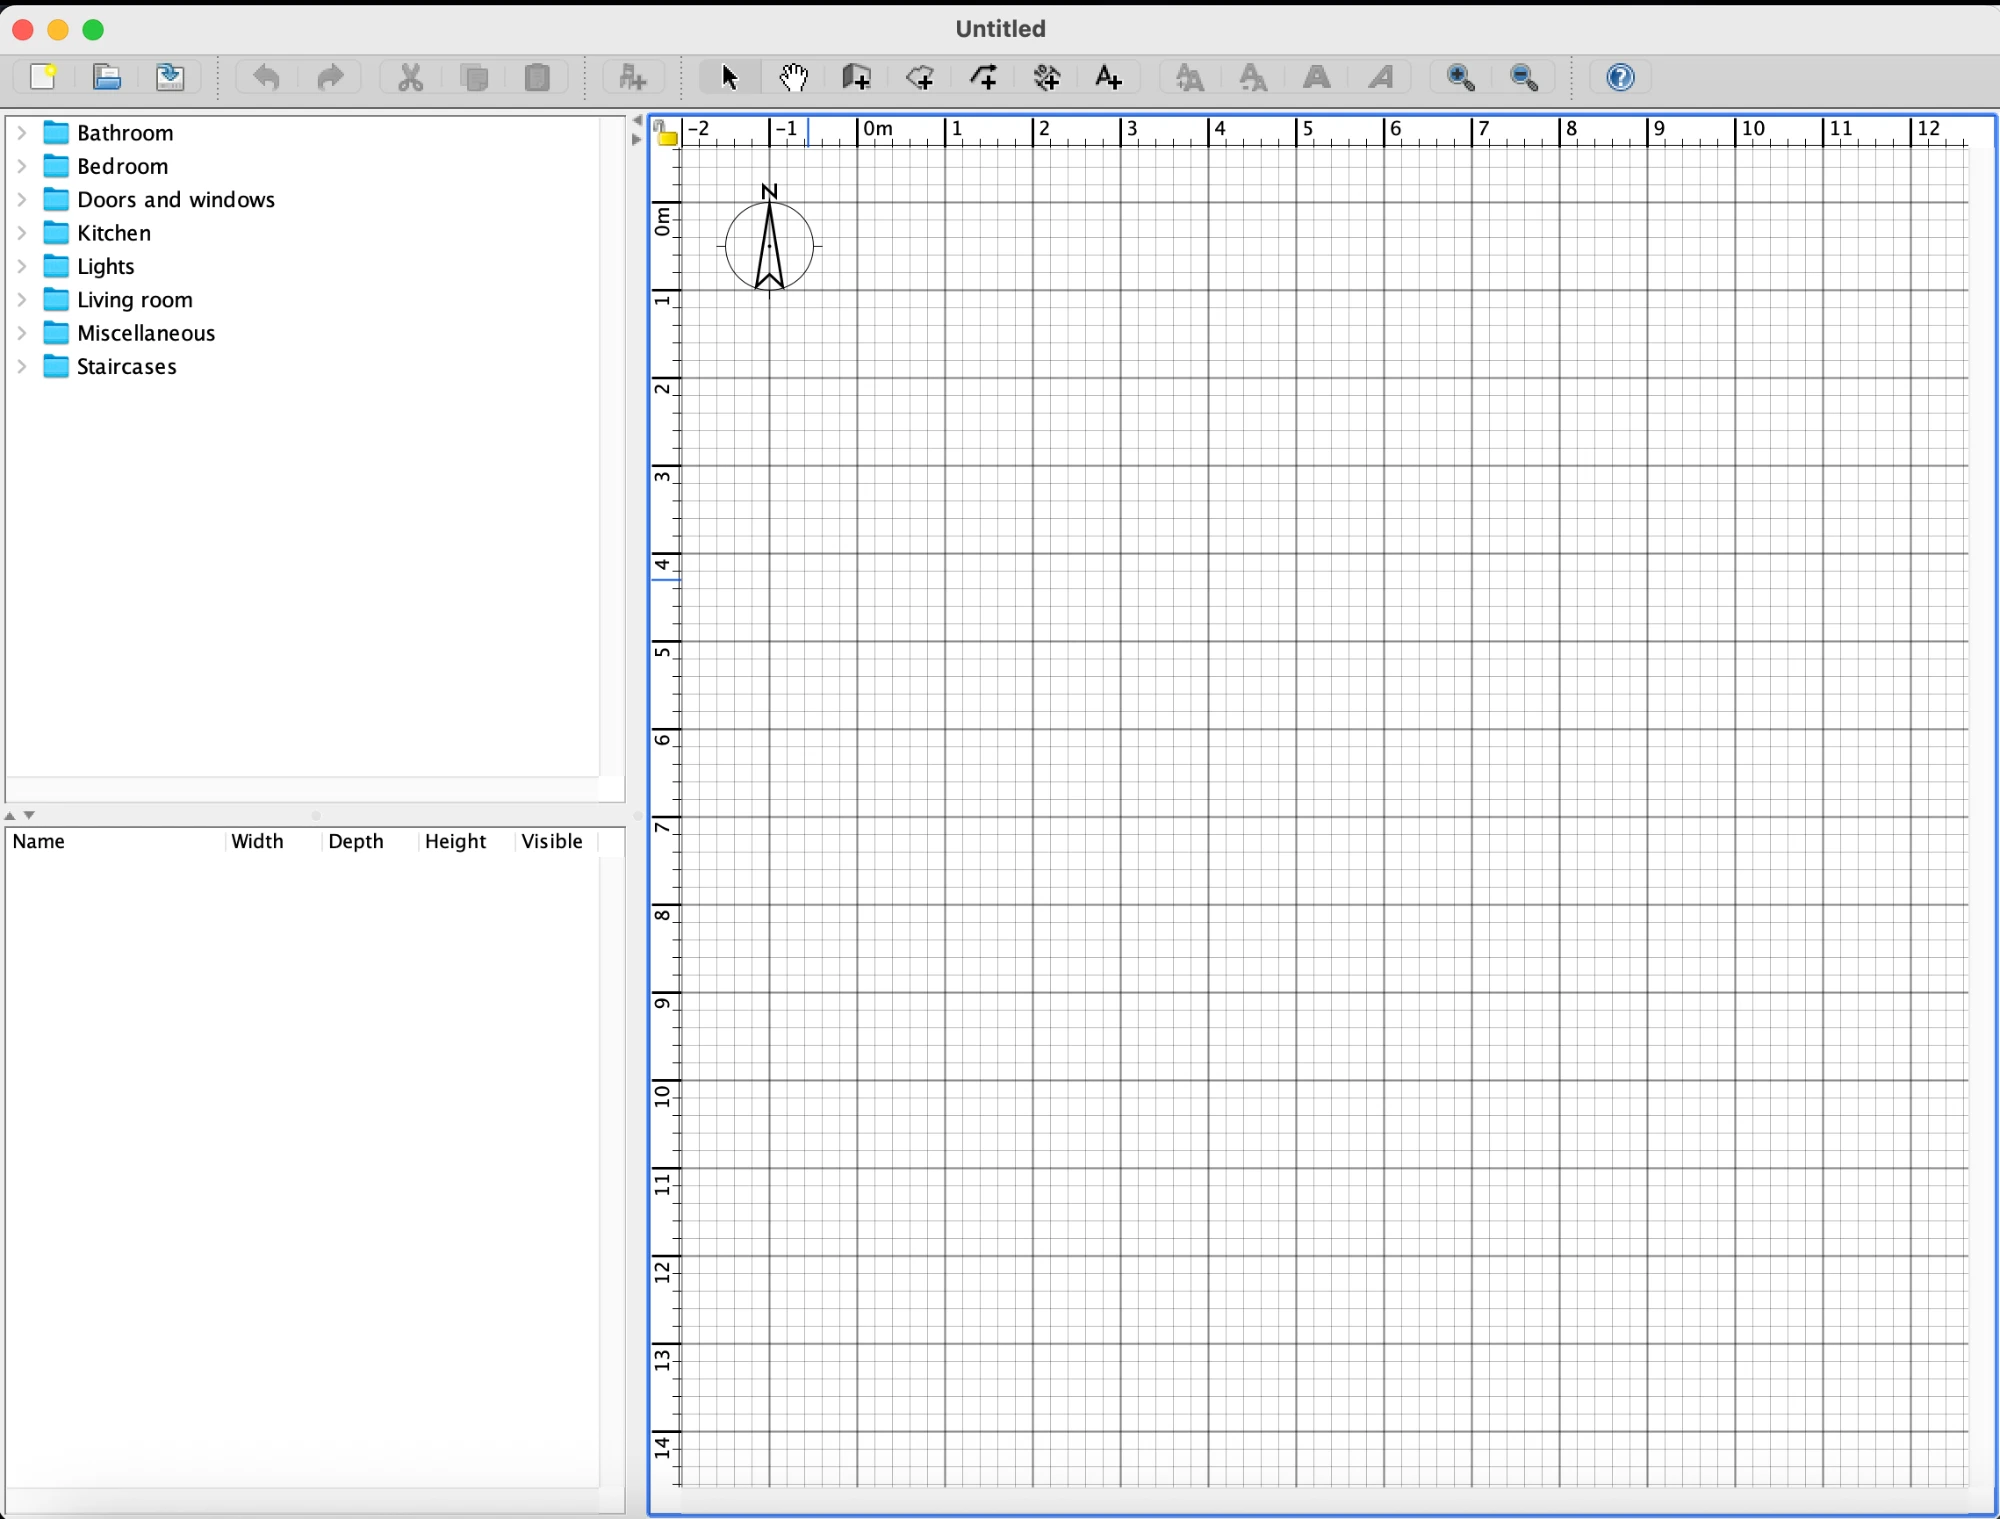 Untitled
Bathroom
Bedroom
Doors and windows
Kitchen
Lights
Living room
Miscellaneous
Staircases
Name Width Depth Height Visible
-2 -1 0m 1 2 3 4 5 6 7 8 9 10 11 12
N
0m
1
2
3
4
5
6
7
8
9
10
11
12
13
14